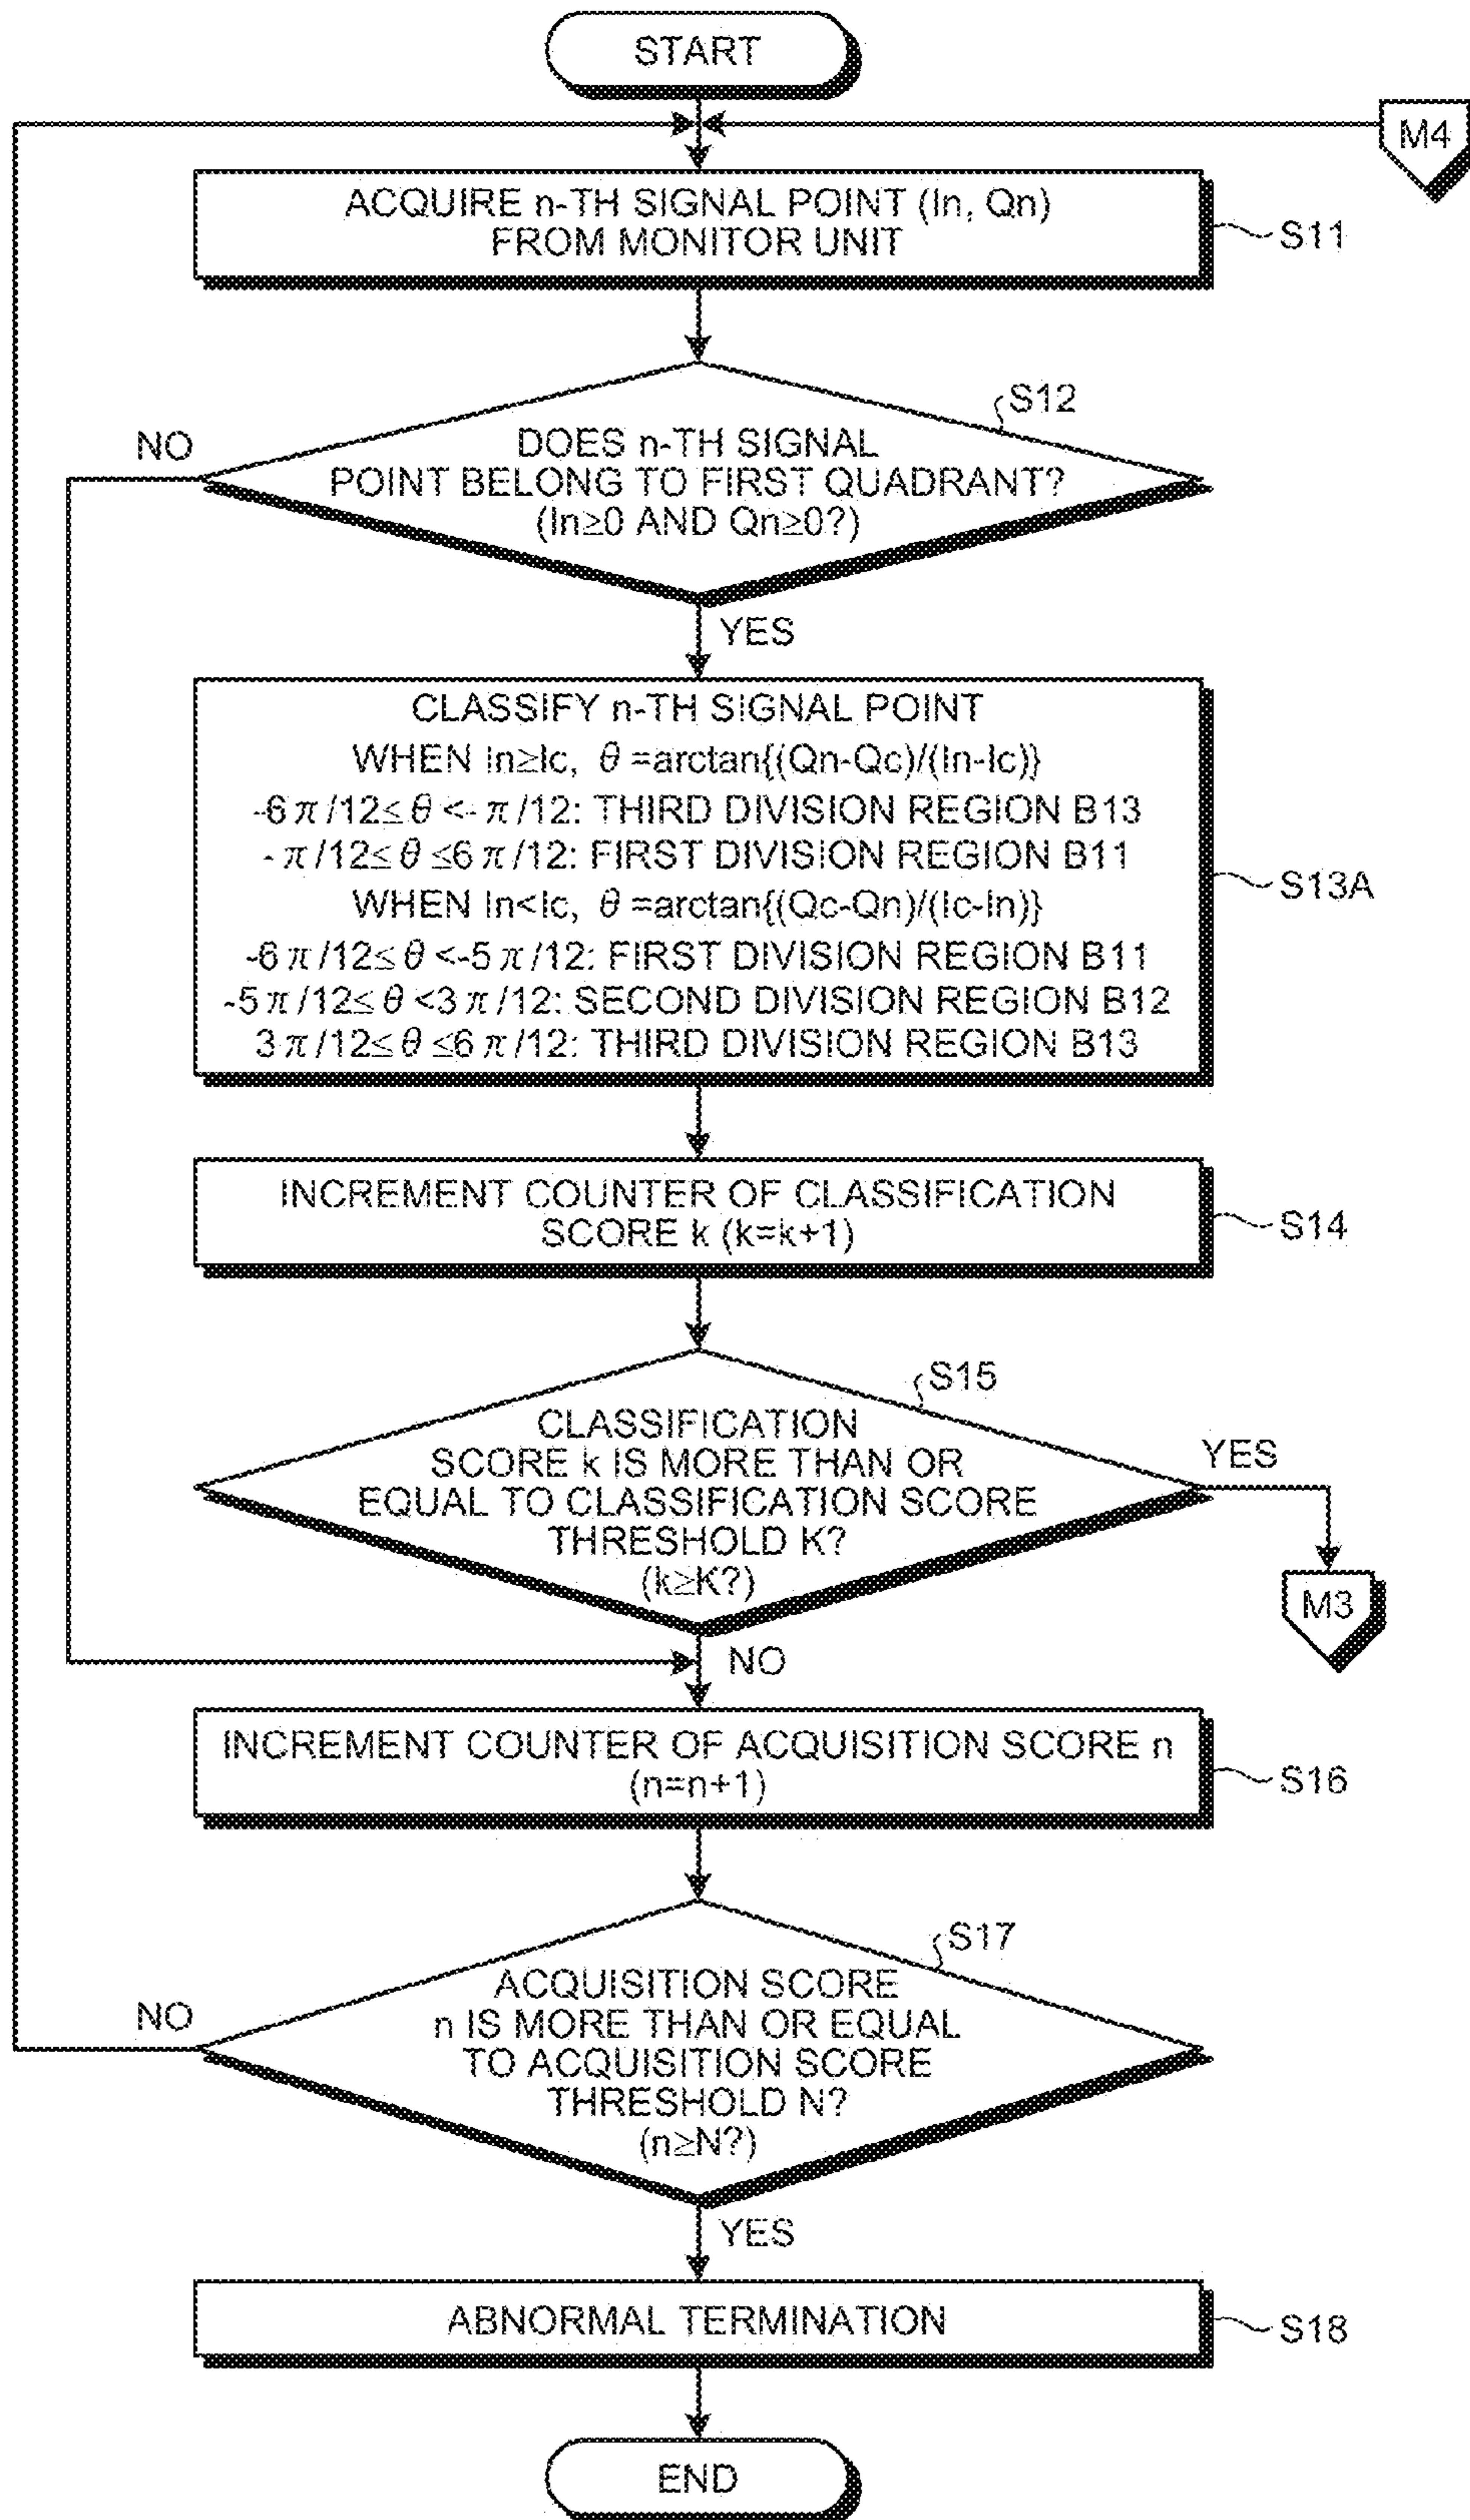 START
M4
ACQUIRE n-TH SIGNAL POINT (In, Qn)
FROM MONITOR UNIT
S11
S12
NO
DOES n-TH SIGNAL
POINT BELONG TO FIRST QUADRANT?
(In≥0 AND Qn≥0?)
YES
CLASSIFY n-TH SIGNAL POINT
WHEN In≥Ic, θ=arctan{(Qn-Qc)/(In-Ic)}
-6π/12≤θ<-π/12: THIRD DIVISION REGION B13
-π/12≤θ≤6π/12: FIRST DIVISION REGION B11
WHEN In<Ic, θ=arctan{(Qc-Qn)/(Ic-In)}
-6π/12≤θ<-5π/12: FIRST DIVISION REGION B11
-5π/12≤θ<3π/12: SECOND DIVISION REGION B12
3π/12≤θ≤6π/12: THIRD DIVISION REGION B13
S13A
INCREMENT COUNTER OF CLASSIFICATION
SCORE k (k=k+1)
S14
S15
CLASSIFICATION
SCORE k IS MORE THAN OR
EQUAL TO CLASSIFICATION SCORE
THRESHOLD K?
(k≥K?)
YES
M3
NO
INCREMENT COUNTER OF ACQUISITION SCORE n
(n=n+1)
S16
S17
NO
ACQUISITION SCORE
n IS MORE THAN OR EQUAL
TO ACQUISITION SCORE
THRESHOLD N?
(n≥N?)
YES
ABNORMAL TERMINATION
S18
END